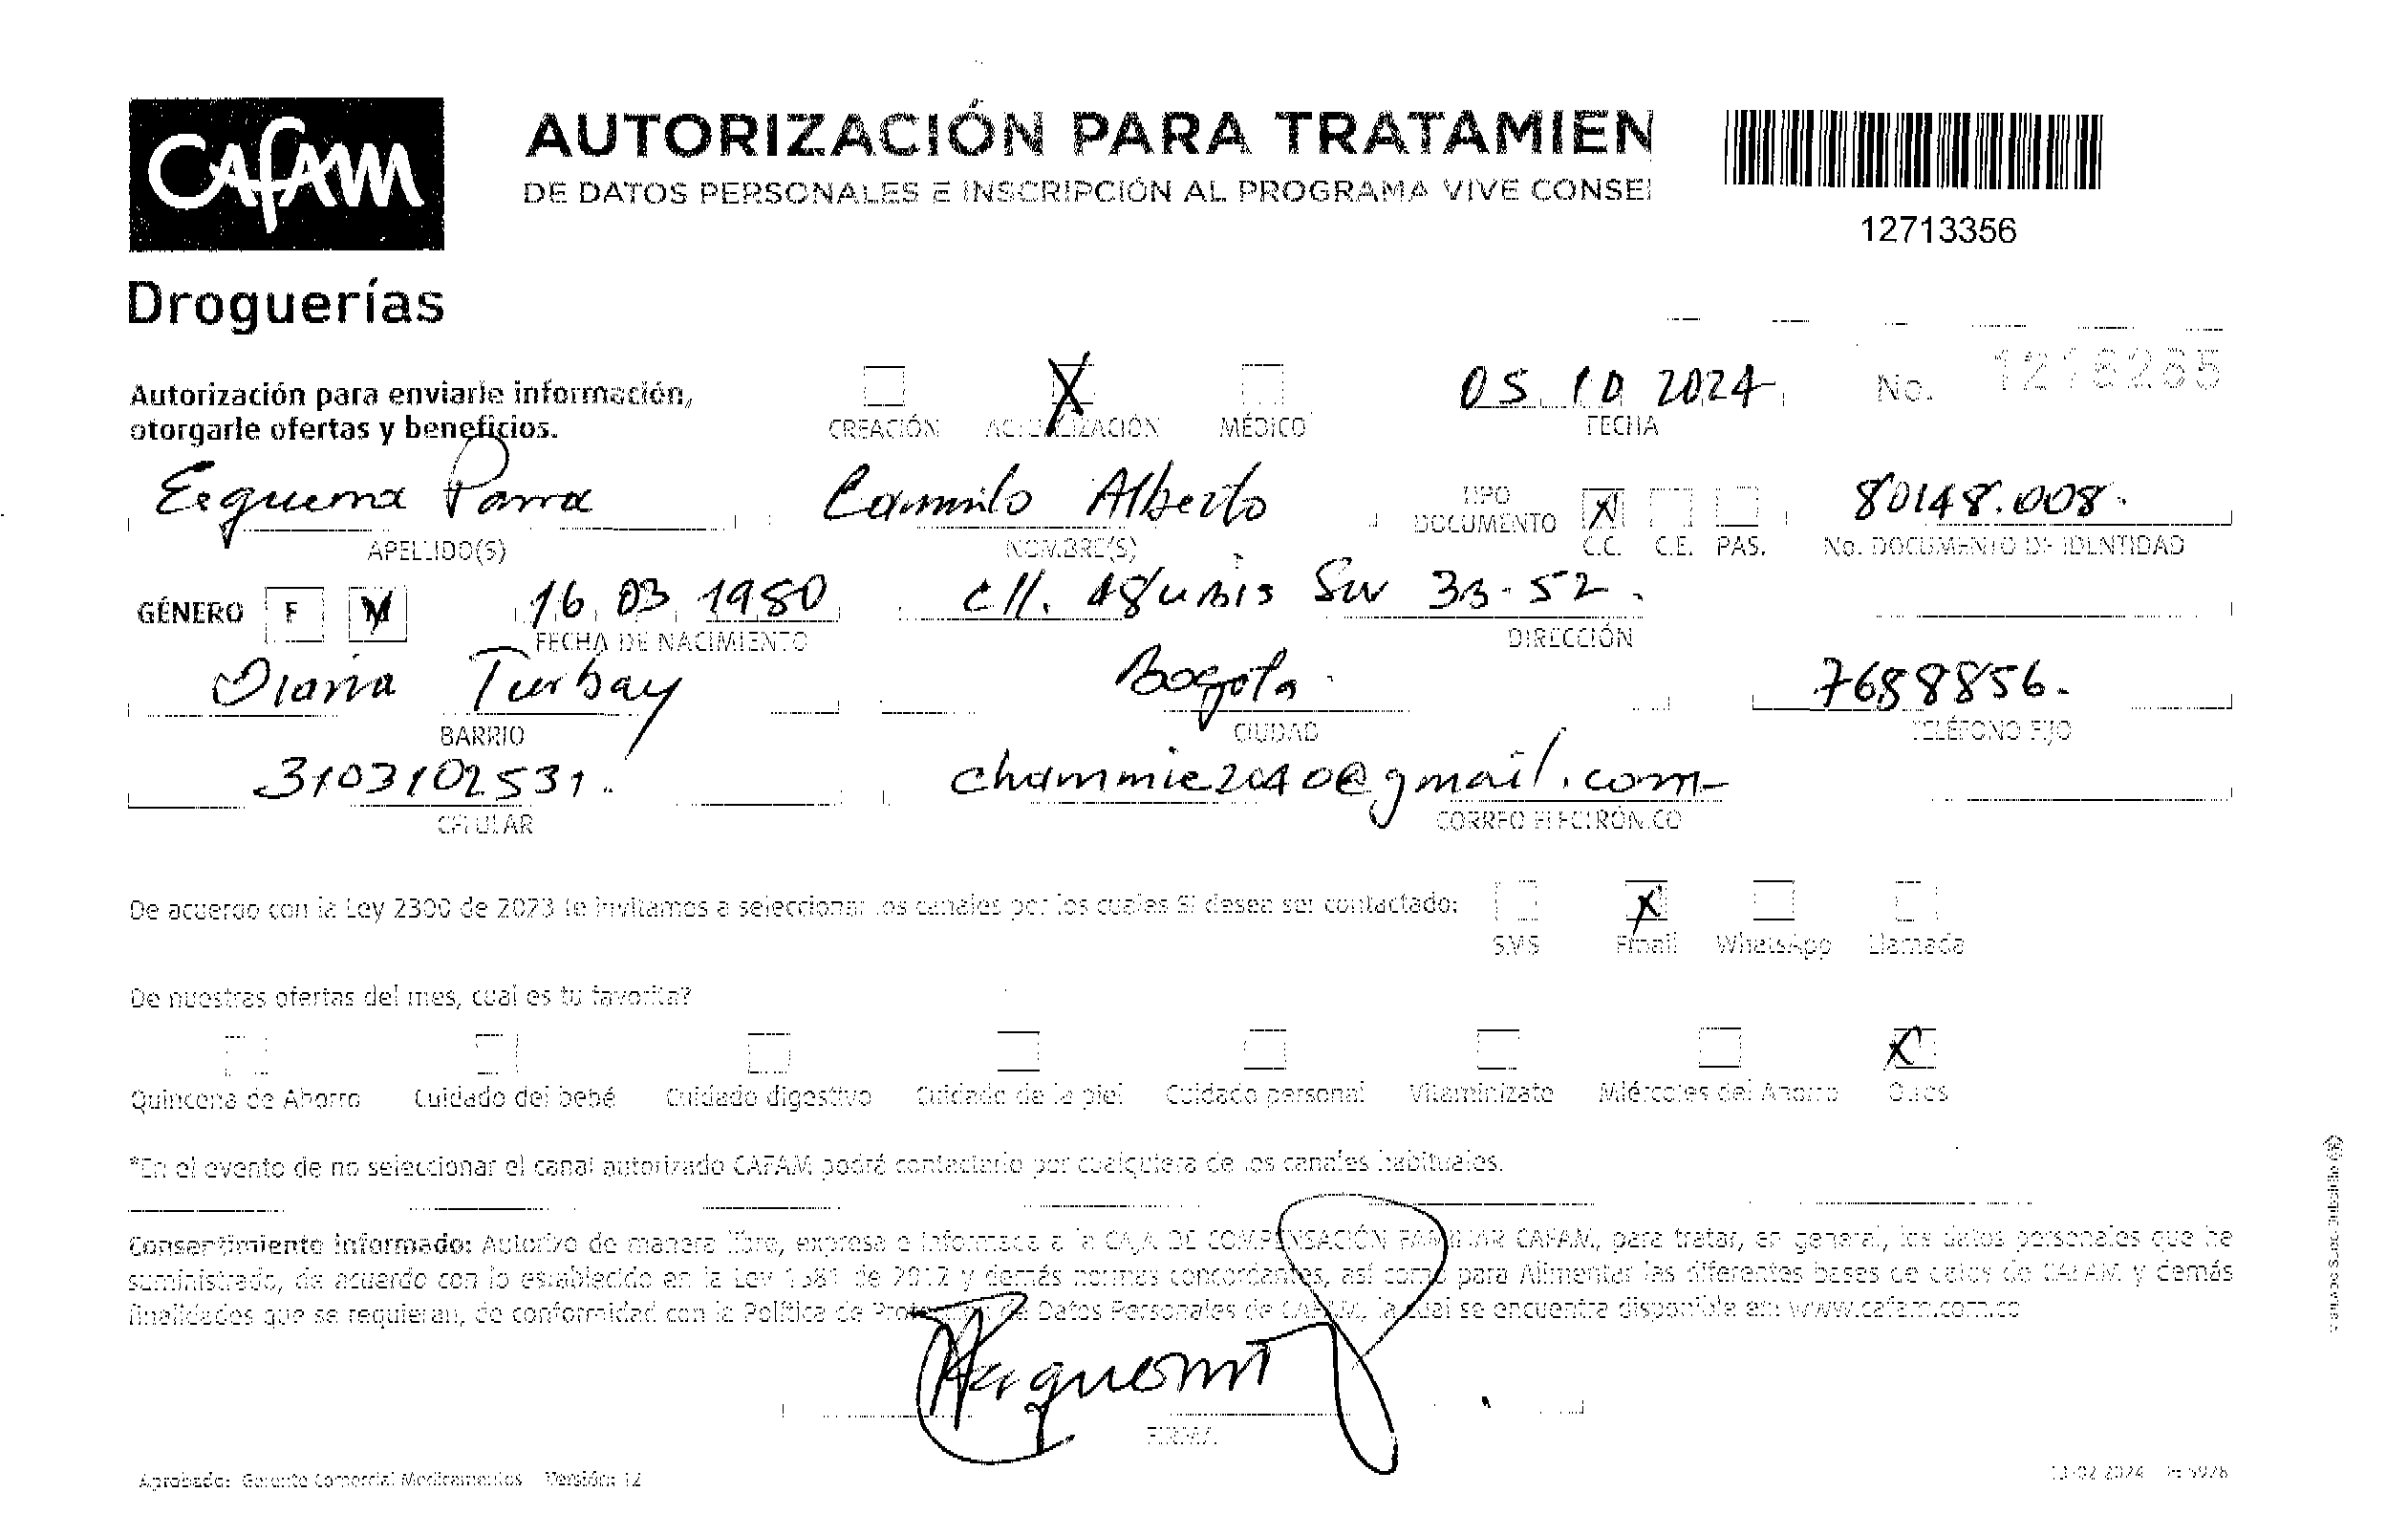 CAFAM
AUTORIZACIÓN PARA TRATAMIEN
DE DATOS PERSONALES E INSCRIPCIÓN AL PROGRAMA VIVE CONSE
12713356
Droguerías
Autorización para enviarle información,
otorgarle ofertas y beneficios.
CREACIÓN ACTUALIZACIÓN MÉDICO
05 10 2024
FECHA
No. 1218265
Esguerra Parra Camilo Alberto
TIPO DOCUMENTO
80148.008.
APELLIDO(S) NOMBRE(S) C.C. C.E. PAS. No. DOCUMENTO DE IDENTIDAD
GÉNERO F M 16 03 1980 Sur 33-52.
FECHA DE NACIMIENTO DIRECCIÓN
Diana Turbay Bogota 7658856.
BARRIO CIUDAD TELÉFONO FIJO
3103102531. chammie2040@gmail.com
CELULAR CORREO ELECTRÓNICO
De acuerdo con la Ley 2300 de 2023 te invitamos a seleccionar los canales por los cuales SI desea ser contactado:
SMS Email WhatsApp Llamada
De nuestras ofertas del mes, cual es tu favorita?
Quincena de Ahorro Cuidado del bebé Cuidado digestivo Cuidado de la piel Cuidado personal Vitaminízate Miércoles del Ahorro Otros
*En el evento de no seleccionar el canal autorizado CAFAM podrá contactarlo por cualquiera de los canales habituales.
Consentimiento informado: Autorizo de manera libre, expresa e informada a la CAJA DE COMPENSACIÓN FAMILIAR CAFAM, para tratar, en general, los datos personales que he
suministrado, de acuerdo con lo establecido en la Ley 1581 de 2012 y demás normas concordantes, así como para Alimentar las diferentes bases de datos de CAFAM y demás
finalidades que se requieran, de conformidad con la Política de Protección de Datos Personales de CAFAM, la cual se encuentra disponible en: www.cafam.com.co
FIRMA
Aprobado: Gerente Comercial Medicamentos Versión: 12
VIGILADO SuperSubsidio